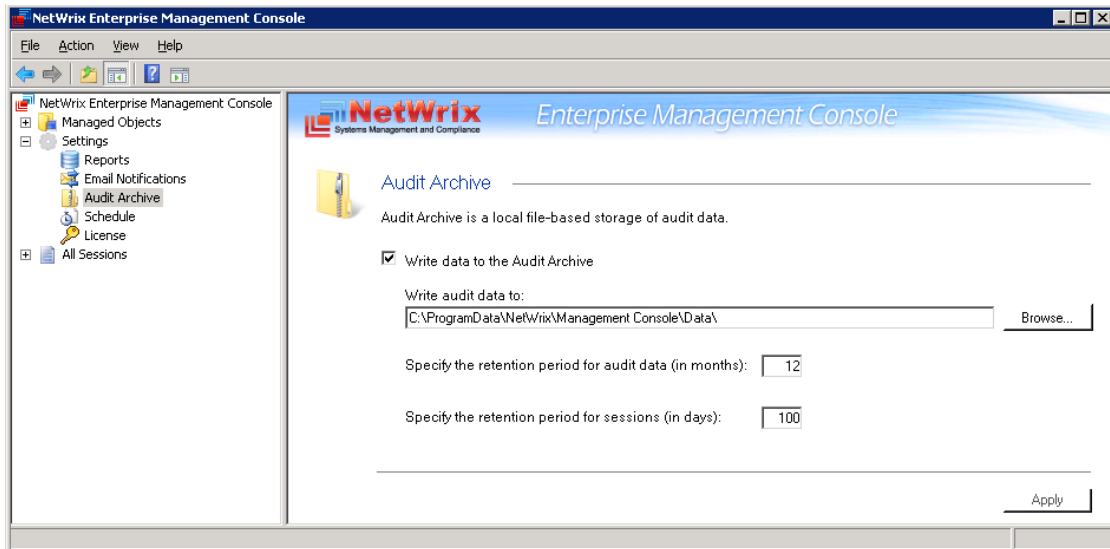 NetWrix Enterprise Management Console
File Action View Help
NetWrix Enterprise Management Console
Managed Objects
Settings
Reports
Email Notifications
Audit Archive
Schedule
License
All Sessions
NetWrix
Systems Management and Compliance
Enterprise Management Console
Audit Archive
Audit Archive is a local file-based storage of audit data.
Write data to the Audit Archive
Write audit data to:
C:\ProgramData\NetWrix\Management Console\Data\
Browse...
Specify the retention period for audit data (in months): 12
Specify the retention period for sessions (in days): 100
Apply